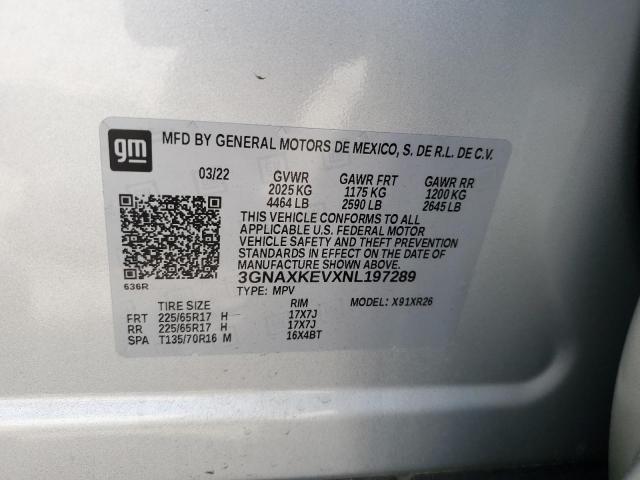 gm
MFD BY GENERAL MOTORS DE MEXICO, S. DE R.L. DE C.V.
03/22 GVWR GAWR FRT GAWR RR
2025 KG 1175 KG 1200 KG
4464 LB 2590 LB 2645 LB
THIS VEHICLE CONFORMS TO ALL
APPLICABLE U.S. FEDERAL MOTOR
VEHICLE SAFETY AND THEFT PREVENTION
STANDARDS IN EFFECT ON THE DATE OF
MANUFACTURE SHOWN ABOVE.
3GNAXKEVXNL197289
636R TYPE: MPV
TIRE SIZE RIM MODEL: X91XR26
FRT 225/65R17 H 17X7J
RR 225/65R17 H 17X7J
SPA T135/70R16 M 16X4BT